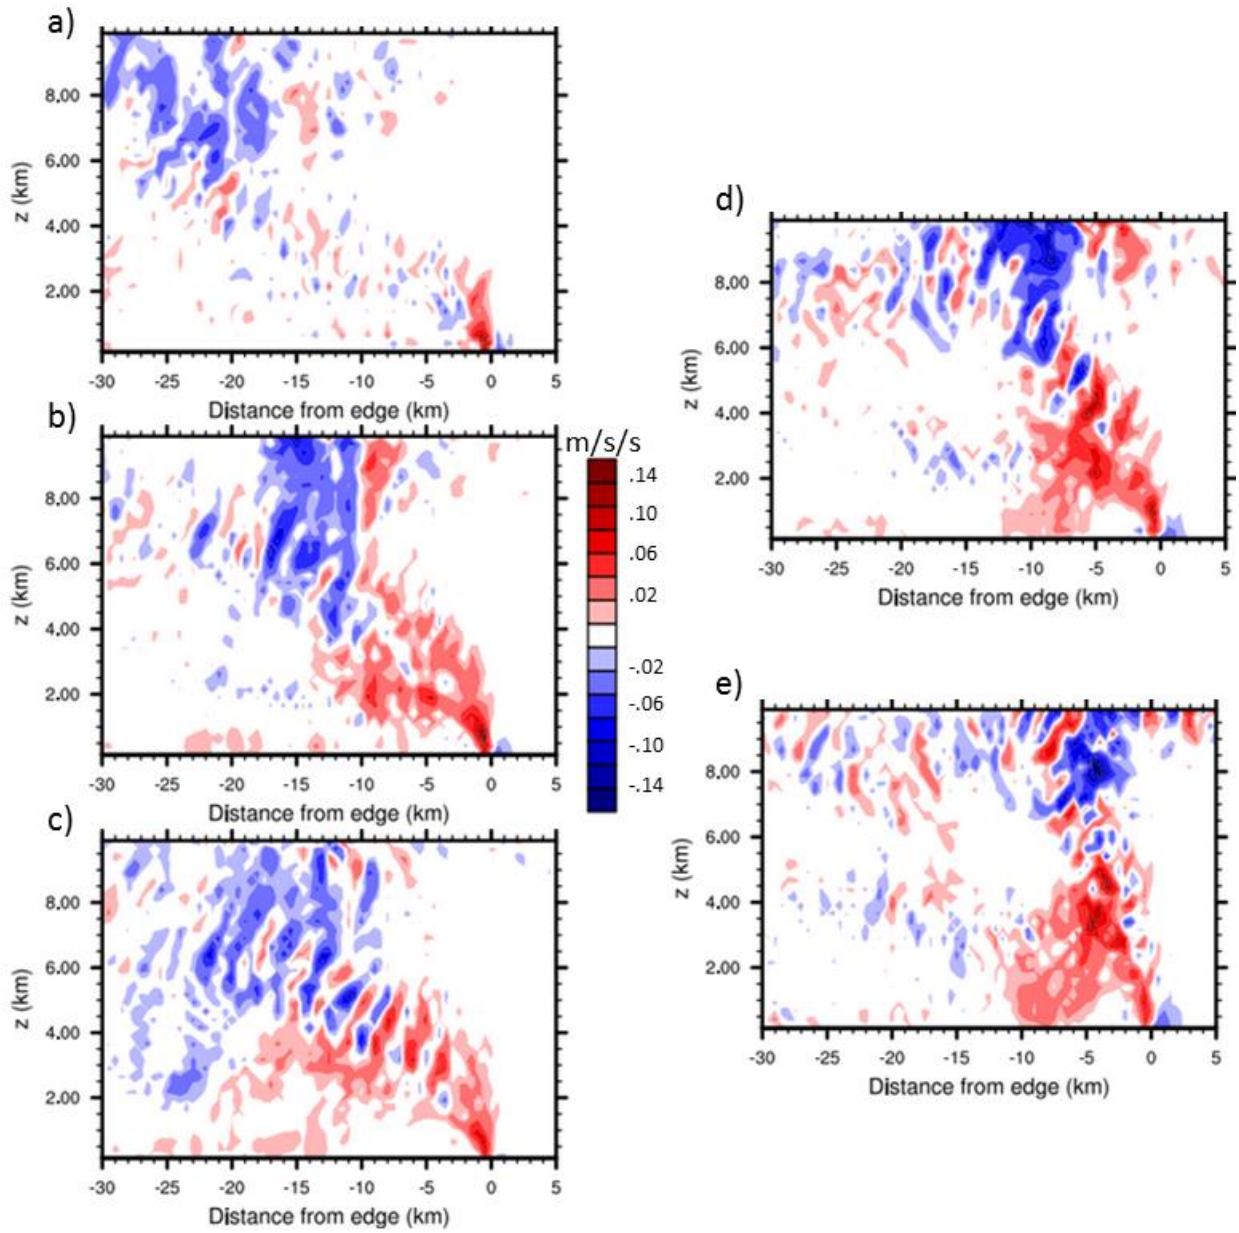 a)
8.00
6.00
4.00
2.00
z (km)
-30 -25 -20 -15 -10 -5 0 5
Distance from edge (km)
b)
8.00
6.00
4.00
2.00
z (km)
-30 -25 -20 -15 -10 -5 0 5
Distance from edge (km)
c)
8.00
6.00
4.00
2.00
z (km)
-30 -25 -20 -15 -10 -5 0 5
Distance from edge (km)
m/s/s
.14
.10
.06
.02
-.02
-.06
-.10
-.14
d)
8.00
6.00
4.00
2.00
z (km)
-30 -25 -20 -15 -10 -5 0 5
Distance from edge (km)
e)
8.00
6.00
4.00
2.00
z (km)
-30 -25 -20 -15 -10 -5 0 5
Distance from edge (km)